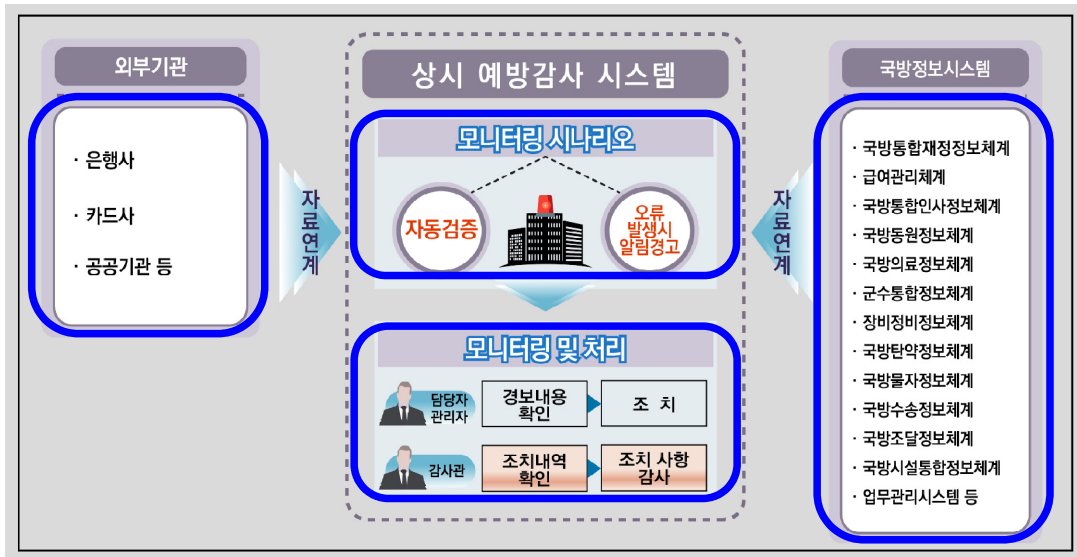 외부기관
· 은행사
· 카드사
· 공공기관 등
자료연계
상시 예방감사 시스템
모니터링 시나리오
자동검증
오류
발생시
알림경고
모니터링 및 처리
담당자
관리자
경보내용
확인
조 치
감사관
조치내역
확인
조치 사항
감사
자료연계
국방정보시스템
· 국방통합재정정보체계
· 급여관리체계
· 국방통합인사정보체계
· 국방동원정보체계
· 국방의료정보체계
· 군수통합정보체계
· 장비정비정보체계
· 국방탄약정보체계
· 국방물자정보체계
· 국방수송정보체계
· 국방조달정보체계
· 국방시설통합정보체계
· 업무관리시스템 등